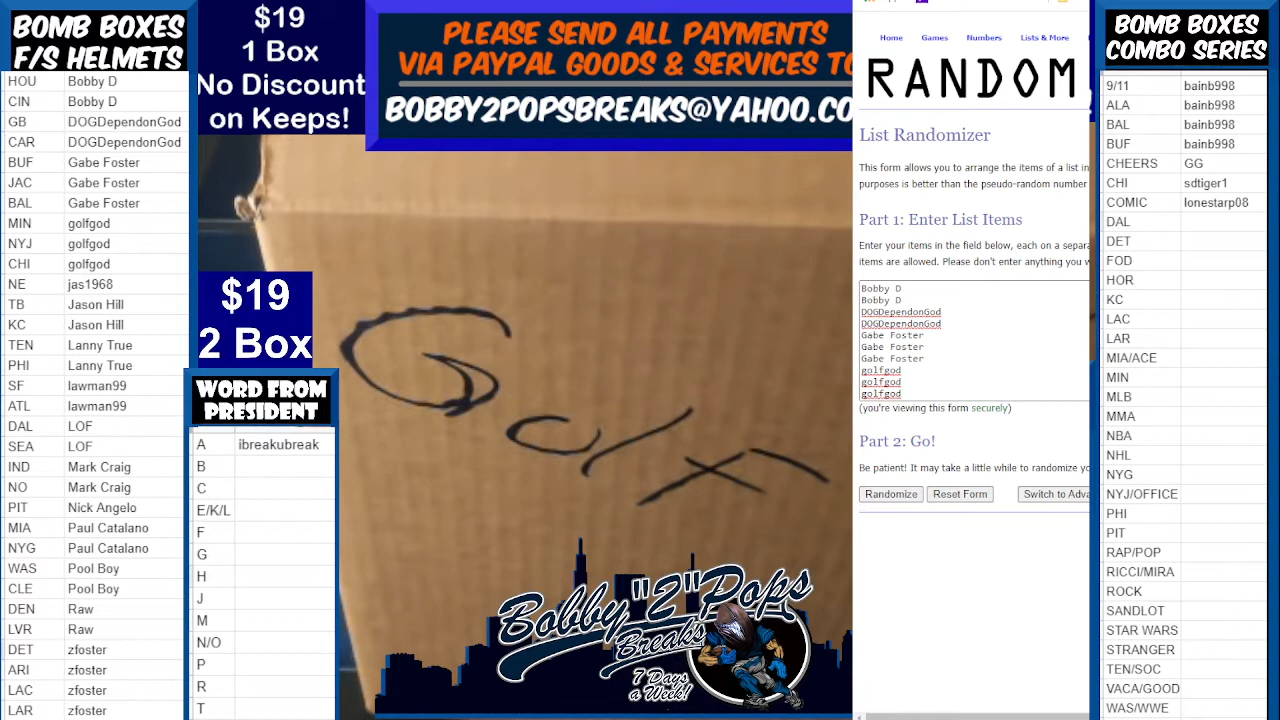 BOMB BOXES
F/S HELMETS
HOU Bobby D
CIN Bobby D
GB DOGDependonGod
CAR DOGDependonGod
BUF Gabe Foster
JAC Gabe Foster
BAL Gabe Foster
MIN golfgod
NYJ golfgod
CHI golfgod
NE jas1968
TB Jason Hill
KC Jason Hill
TEN Lanny True
PHI Lanny True
SF lawman99
ATL lawman99
DAL LOF
SEA LOF
IND Mark Craig
NO Mark Craig
PIT Nick Angelo
MIA Paul Catalano
NYG Paul Catalano
WAS Pool Boy
CLE Pool Boy
DEN Raw
LVR Raw
DET zfoster
ARI zfoster
LAC zfoster
LAR zfoster
$19
1 Box
No Discount
on Keeps!
$19
2 Box
WORD FROM
PRESIDENT
A ibreakubreak
B
C
E/K/L
F
G
H
J
M
N/O
P
R
T
PLEASE SEND ALL PAYMENTS
VIA PAYPAL GOODS & SERVICES TO
BOBBY2POPSBREAKS@YAHOO.CO
Bobby "2" Pops
Breaks
7 Days
a Week!
Home Games Numbers Lists & More
RANDOM
List Randomizer
This form allows you to arrange the items of a list in
purposes is better than the pseudo-random number
Part 1: Enter List Items
Enter your items in the field below, each on a separa
items are allowed. Please don't enter anything you w
Bobby D
Bobby D
DOGDependonGod
DOGDependonGod
Gabe Foster
Gabe Foster
Gabe Foster
golfgod
golfgod
golfgod
(you're viewing this form securely)
Part 2: Go!
Be patient! It may take a little while to randomize yo
Randomize Reset Form Switch to Adva
BOMB BOXES
COMBO SERIES
9/11 bainb998
ALA bainb998
BAL bainb998
BUF bainb998
CHEERS GG
CHI sdtiger1
COMIC lonestarp08
DAL
DET
FOD
HOR
KC
LAC
LAR
MIA/ACE
MIN
MLB
MMA
NBA
NHL
NYG
NYJ/OFFICE
PHI
PIT
RAP/POP
RICCI/MIRA
ROCK
SANDLOT
STAR WARS
STRANGER
TEN/SOC
VACA/GOOD
WAS/WWE